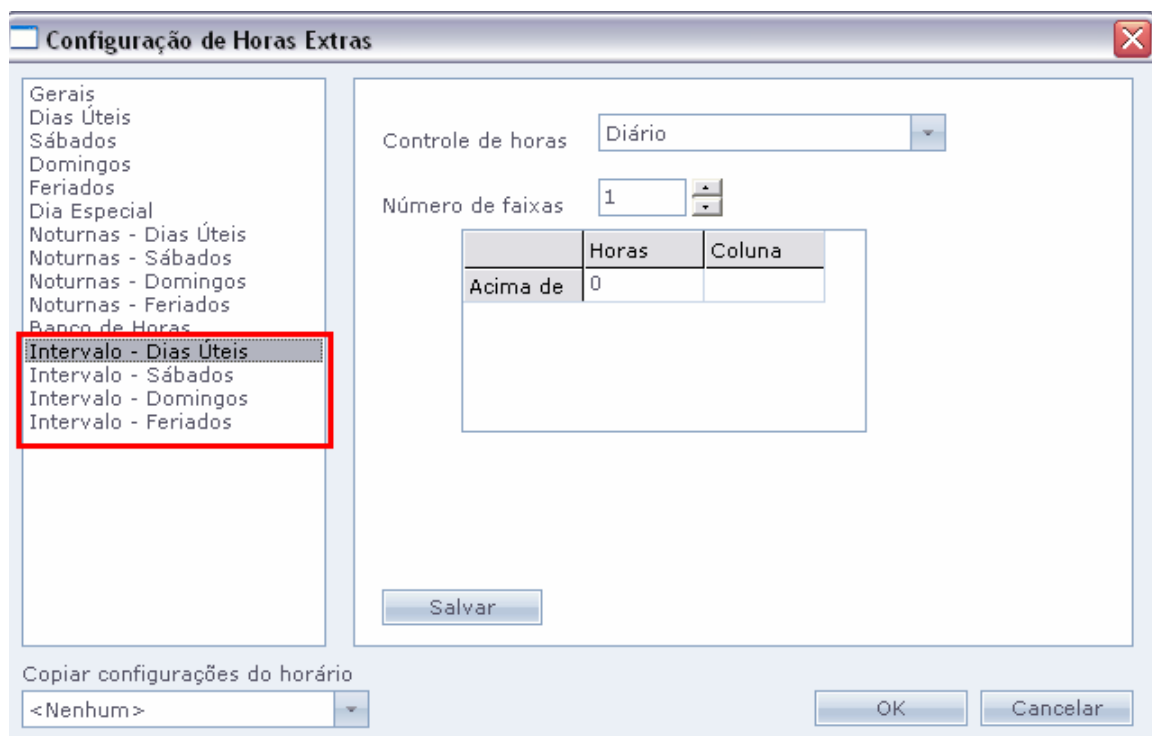 Configuração de Horas Extras
Gerais
Dias Úteis
Sábados
Domingos
Feriados
Dia Especial
Noturnas - Dias Úteis
Noturnas - Sábados
Noturnas - Domingos
Noturnas - Feriados
Banco de Horas
Intervalo - Dias Úteis
Intervalo - Sábados
Intervalo - Domingos
Intervalo - Feriados
Controle de horas Diário
Número de faixas 1
Horas Coluna
Acima de 0
Salvar
Copiar configurações do horário
<Nenhum>
OK Cancelar